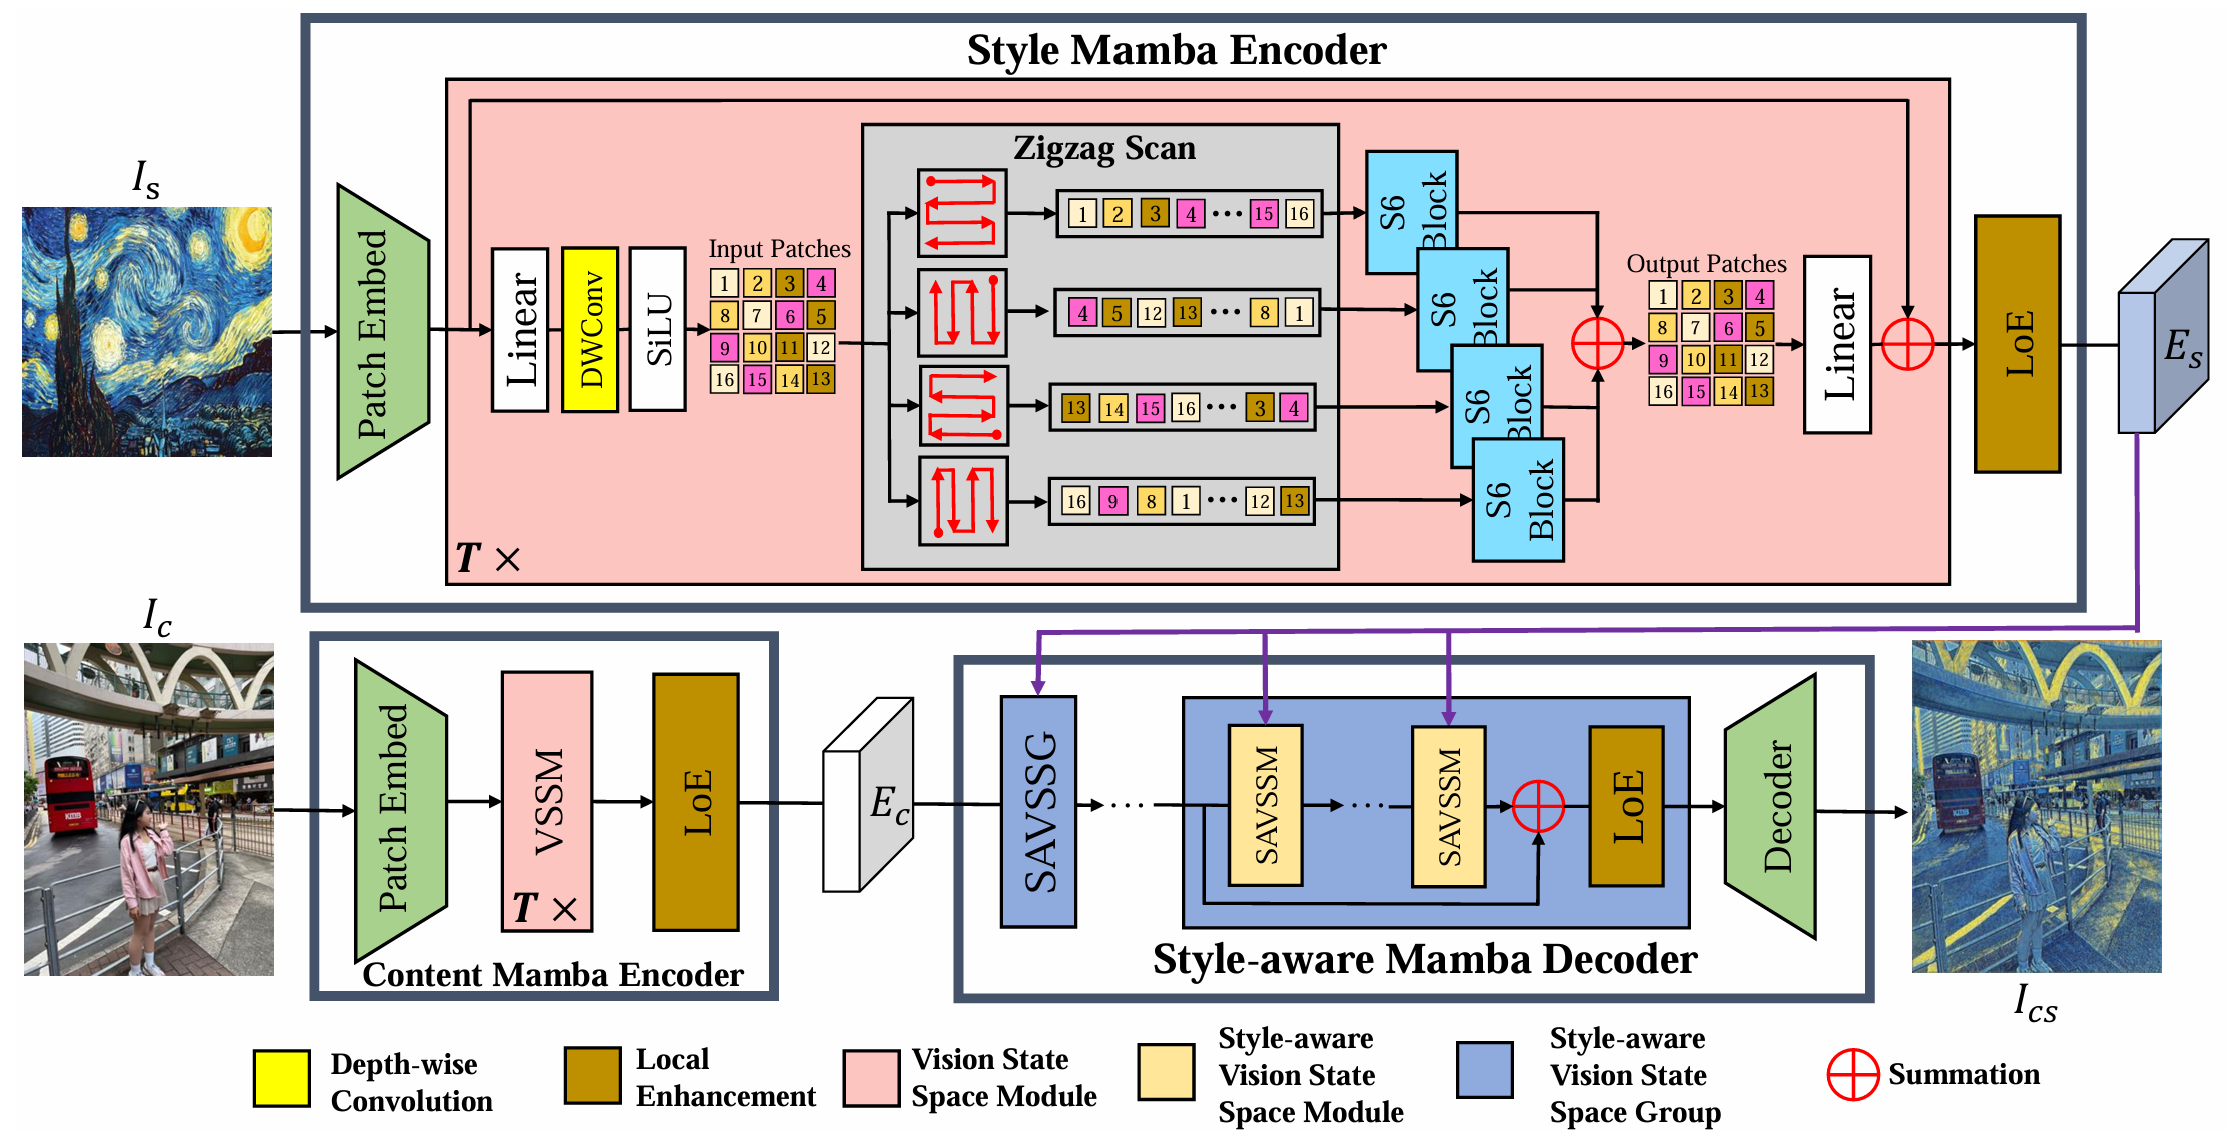 Style Mamba Encoder
I_s
Patch Embed
Linear
DWConv
SiLU
Input Patches
1 2 3 4
8 7 6 5
9 10 11 12
16 15 14 13
Zigzag Scan
1 2 3 4 ··· 15 16
4 5 12 13 ··· 8 1
13 14 15 16 ··· 3 4
16 9 8 1 ··· 12 13
S6
Block
S6
Block
S6
Block
S6
Block
Output Patches
1 2 3 4
8 7 6 5
9 10 11 12
16 15 14 13
Linear
LoE
E_s
T ×
I_c
Patch Embed
VSSM
T ×
LoE
Content Mamba Encoder
E_c
SAVSSG
···
SAVSSM
···
SAVSSM
LoE
Decoder
Style-aware Mamba Decoder
I_cs
Depth-wise
Convolution
Local
Enhancement
Vision State
Space Module
Style-aware
Vision State
Space Module
Style-aware
Vision State
Space Group
Summation